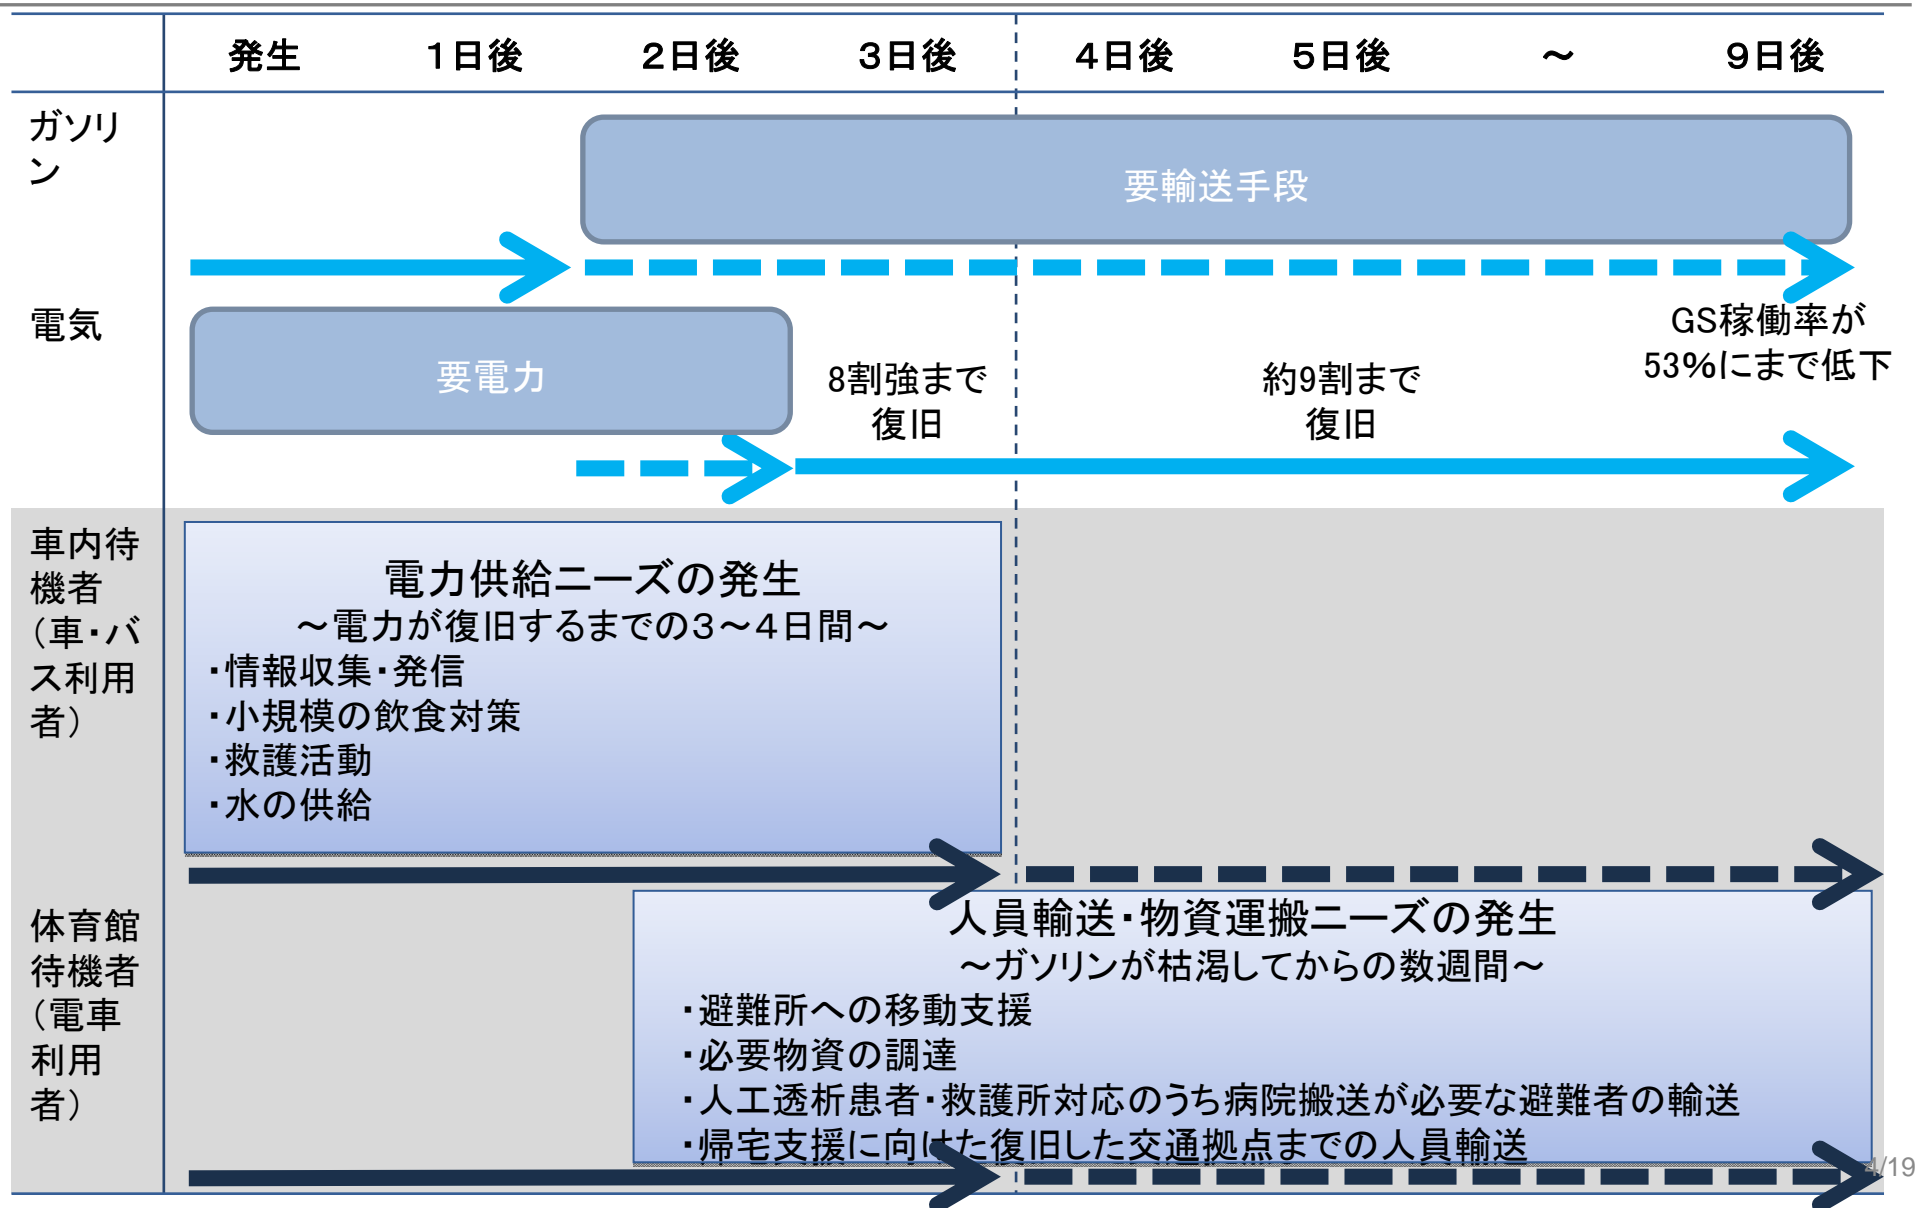 発生 1日後 2日後 3日後 4日後 5日後 ～ 9日後
ガソリ
ン
要輸送手段
電気
要電力
8割強まで
復旧
約9割まで
復旧
GS稼働率が
53%にまで低下
車内待
機者
（車・バ
ス利用
者）
電力供給ニーズの発生
～電力が復旧するまでの3～4日間～
・情報収集・発信
・小規模の飲食対策
・救護活動
・水の供給
体育館
待機者
（電車
利用
者）
人員輸送・物資運搬ニーズの発生
～ガソリンが枯渇してからの数週間～
・避難所への移動支援
・必要物資の調達
・人工透析患者・救護所対応のうち病院搬送が必要な避難者の輸送
・帰宅支援に向けた復旧した交通拠点までの人員輸送
4/19